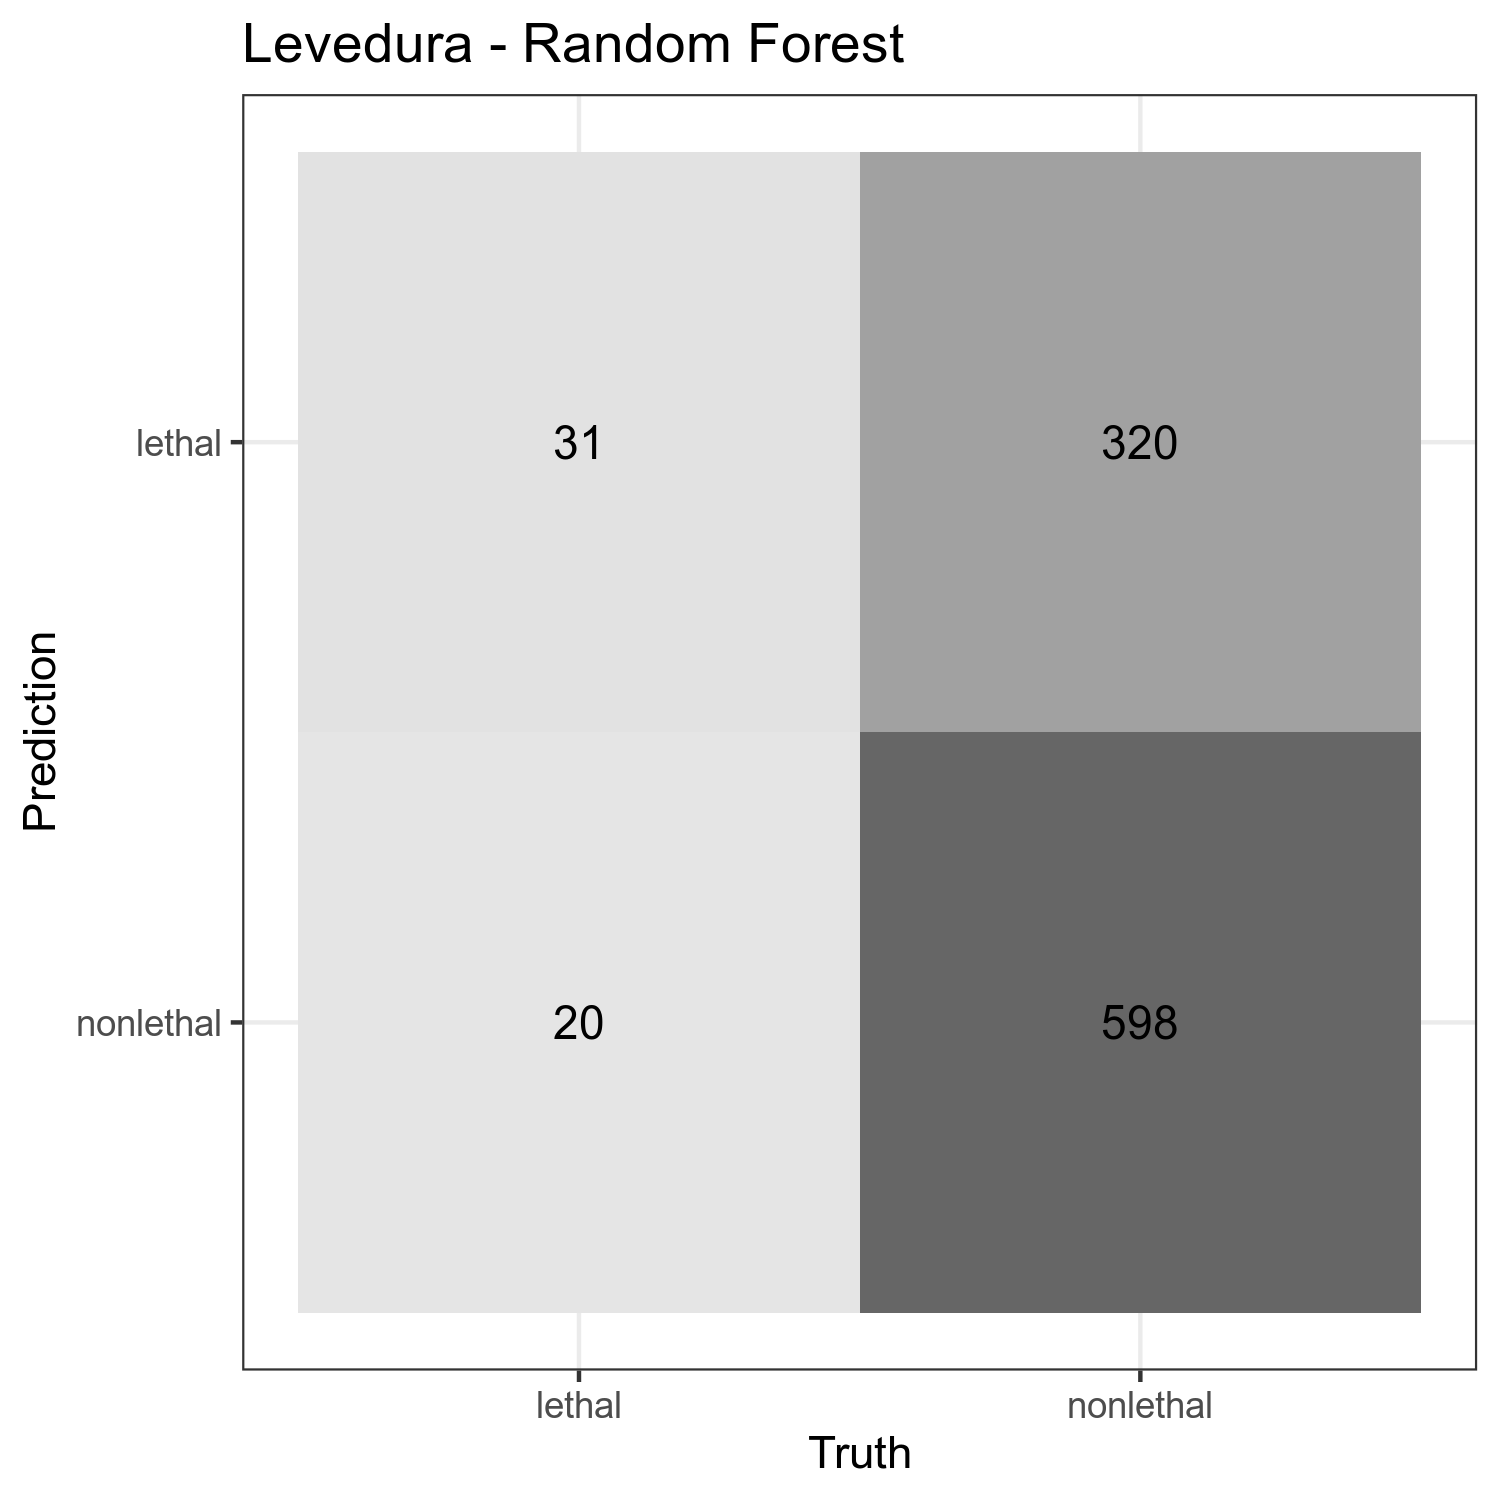 Levedura - Random Forest
Prediction
lethal
31
320
nonlethal
20
598
lethal
nonlethal
Truth